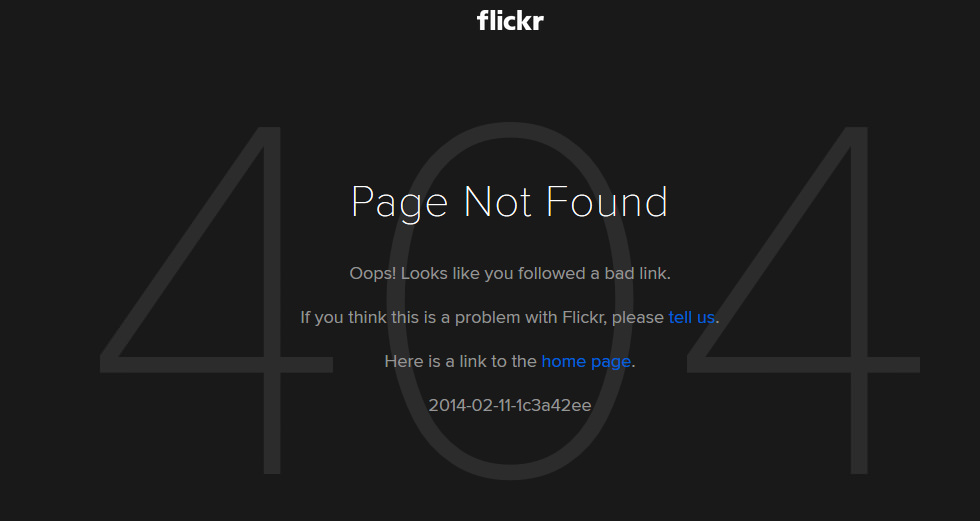 flickr
404
Page Not Found
Oops! Looks like you followed a bad link.
If you think this is a problem with Flickr, please tell us.
Here is a link to the home page.
2014-02-11-1c3a42ee